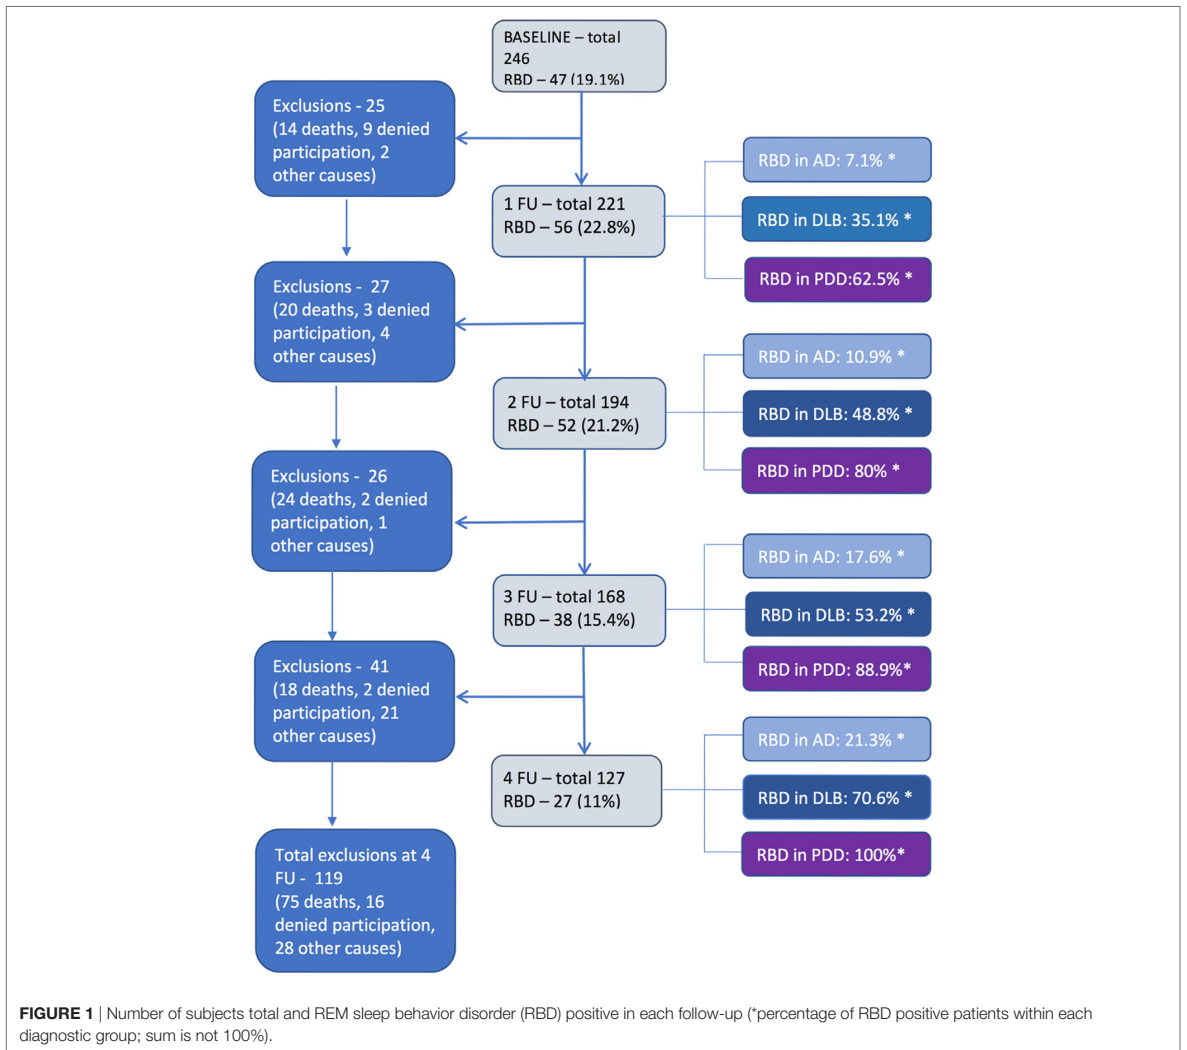 BASELINE – total
246
RBD – 47 (19.1%)
Exclusions - 25
(14 deaths, 9 denied
participation, 2
other causes)
RBD in AD: 7.1% *
1 FU – total 221
RBD – 56 (22.8%)
RBD in DLB: 35.1% *
RBD in PDD:62.5% *
Exclusions -  27
(20 deaths, 3 denied
participation, 4
other causes)
RBD in AD: 10.9% *
2 FU – total 194
RBD – 52 (21.2%)
RBD in DLB: 48.8% *
RBD in PDD: 80% *
Exclusions -  26
(24 deaths, 2 denied
participation, 1
other causes)
RBD in AD: 17.6% *
3 FU – total 168
RBD – 38 (15.4%)
RBD in DLB: 53.2% *
RBD in PDD: 88.9%*
Exclusions -  41
(18 deaths, 2 denied
participation, 21
other causes)
RBD in AD: 21.3% *
4 FU – total 127
RBD – 27 (11%)
RBD in DLB: 70.6% *
RBD in PDD: 100%*
Total exclusions at 4
FU -  119
(75 deaths, 16
denied participation,
28 other causes)
FIGURE 1 | Number of subjects total and REM sleep behavior disorder (RBD) positive in each follow-up (*percentage of RBD positive patients within each
diagnostic group; sum is not 100%).